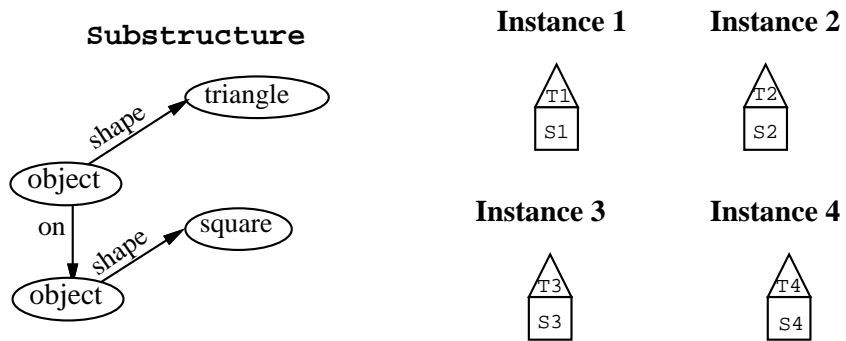 Substructure
triangle
shape
object
on
shape
square
object
Instance 1
Instance 2
T1
S1
T2
S2
Instance 3
Instance 4
T3
S3
T4
S4